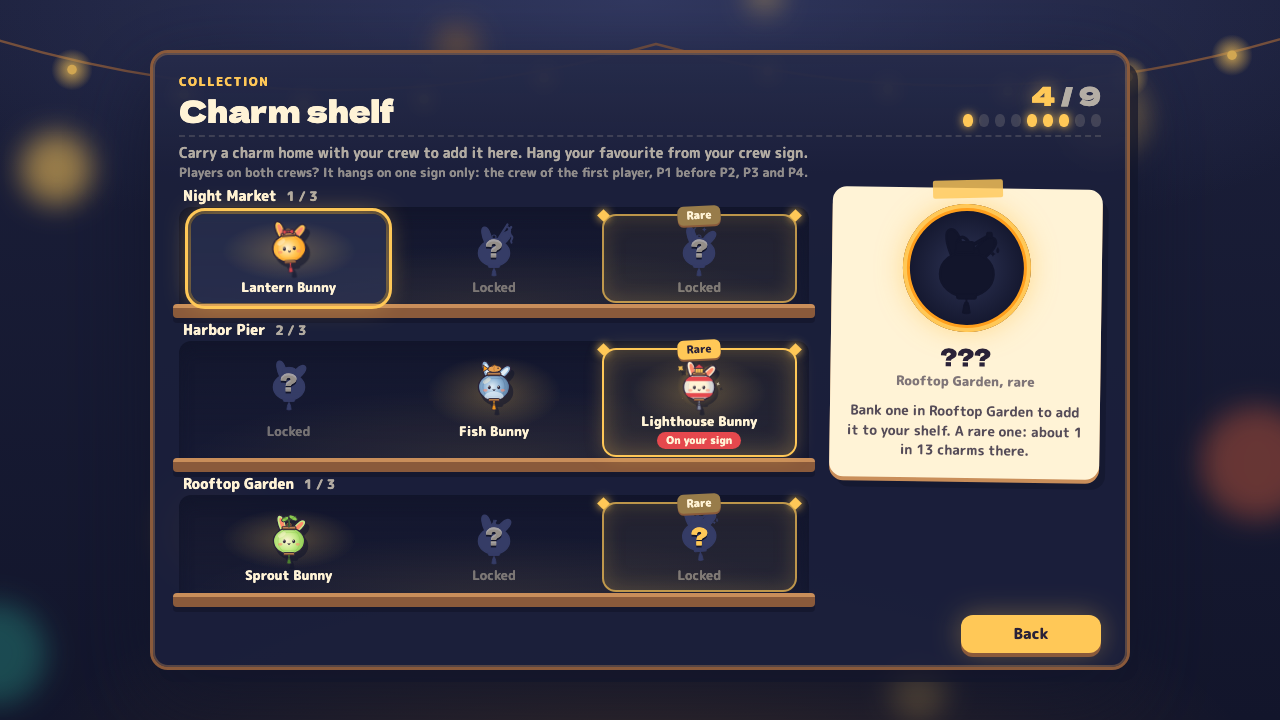 COLLECTION
Charm shelf
4 / 9
Carry a charm home with your crew to add it here. Hang your favourite from your crew sign.
Players on both crews? It hangs on one sign only: the crew of the first player, P1 before P2, P3 and P4.
Night Market 1 / 3
Lantern Bunny
?
Locked
Rare
?
Locked
Harbor Pier 2 / 3
?
Locked
Fish Bunny
Rare
Lighthouse Bunny
On your sign
Rooftop Garden 1 / 3
Sprout Bunny
?
Locked
Rare
?
Locked
???
Rooftop Garden, rare
Bank one in Rooftop Garden to add
it to your shelf. A rare one: about 1
in 13 charms there.
Back